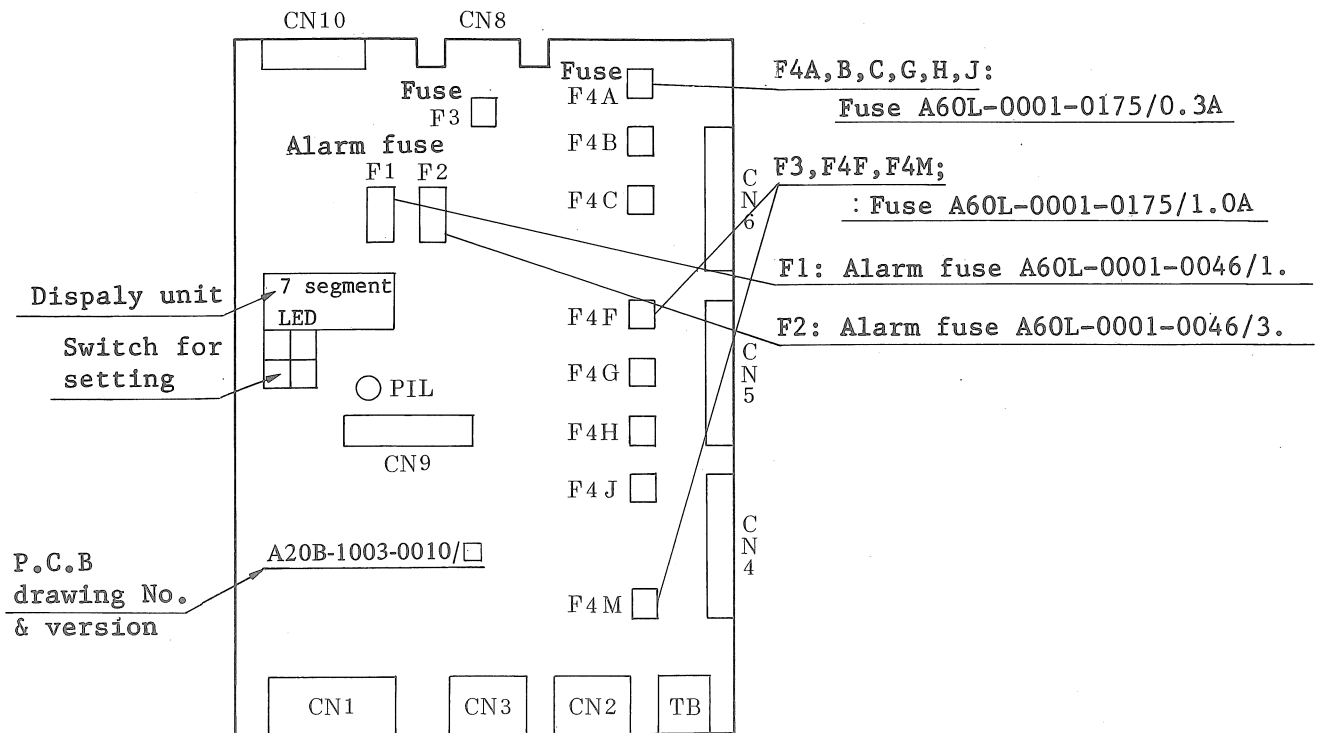 CN10
CN8
Fuse
F4A
Fuse
F3
F4B
Alarm fuse
F1 F2
F4C
C
N
6
F4A,B,C,G,H,J:
Fuse A60L-0001-0175/0.3A
F3,F4F,F4M;
: Fuse A60L-0001-0175/1.0A
F1: Alarm fuse A60L-0001-0046/1.
F2: Alarm fuse A60L-0001-0046/3.
Dispaly unit
7 segment
LED
Switch for
setting
F4F
F4G
C
N
5
PIL
F4H
CN9
F4J
C
N
4
P.C.B
drawing No.
& version
A20B-1003-0010/□
F4M
CN1
CN3
CN2
TB